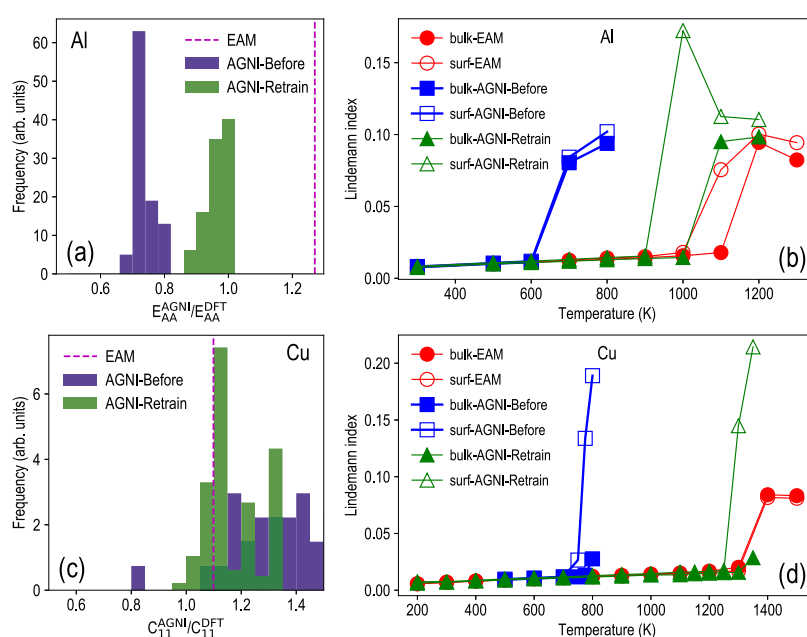 Al
EAM
AGNI-Before
AGNI-Retrain
Frequency (arb. units)
60
50
40
30
20
10
0
(a)
0.6 0.8 1.0 1.2
E_AA^AGNI/E_AA^DFT
Al
bulk-EAM
surf-EAM
bulk-AGNI-Before
surf-AGNI-Before
bulk-AGNI-Retrain
surf-AGNI-Retrain
Lindemann index
0.15
0.10
0.05
0.00
(b)
400 600 800 1000 1200
Temperature (K)
Cu
EAM
AGNI-Before
AGNI-Retrain
Frequency (arb. units)
6
4
2
0
(c)
0.6 0.8 1.0 1.2 1.4
C_11^AGNI/C_11^DFT
Cu
bulk-EAM
surf-EAM
bulk-AGNI-Before
surf-AGNI-Before
bulk-AGNI-Retrain
surf-AGNI-Retrain
Lindemann index
0.20
0.15
0.10
0.05
0.00
(d)
200 400 600 800 1000 1200 1400
Temperature (K)